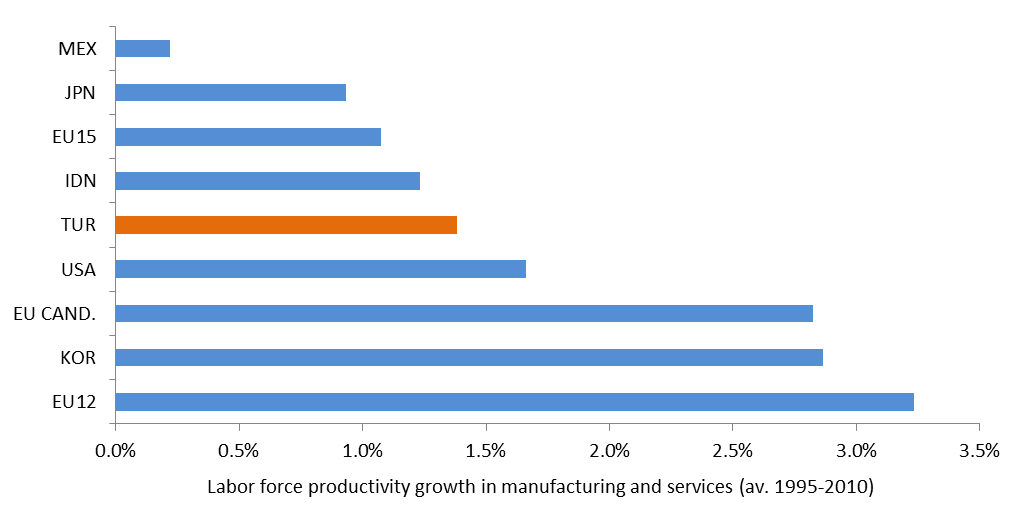 MEX
JPN
EU15
IDN
TUR
USA
EU CAND.
KOR
EU12
0.0% 0.5% 1.0% 1.5% 2.0% 2.5% 3.0% 3.5%
Labor force productivity growth in manufacturing and services (av. 1995-2010)